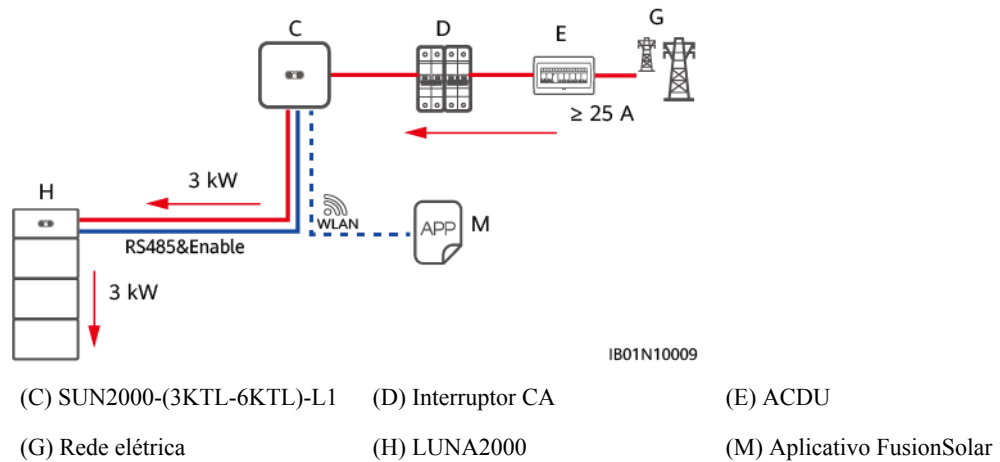 C
D
E
G
≥ 25 A
H
3 kW
WLAN
APP
M
RS485&Enable
3 kW
IB01N10009
(C) SUN2000-(3KTL-6KTL)-L1 (D) Interruptor CA (E) ACDU
(G) Rede elétrica (H) LUNA2000 (M) Aplicativo FusionSolar